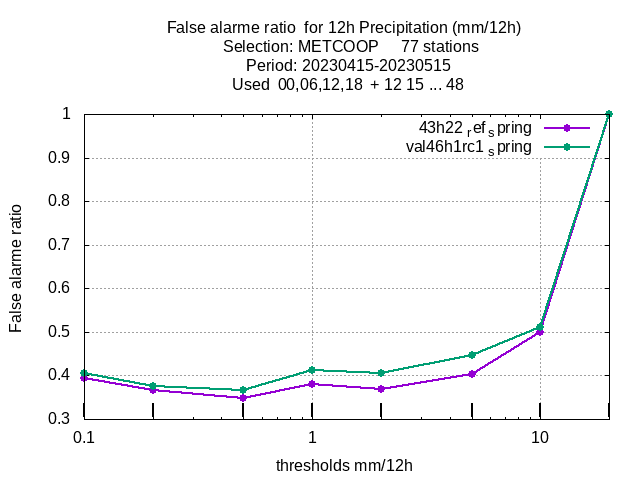 False alarme ratio  for 12h Precipitation (mm/12h)
Selection: METCOOP     77 stations
Period: 20230415-20230515
Used  00,06,12,18  + 12 15 ... 48
43h22 ref spring
val46h1rc1 spring
1
0.9
0.8
0.7
0.6
0.5
0.4
0.3
False alarme ratio
0.1 1 10
thresholds mm/12h